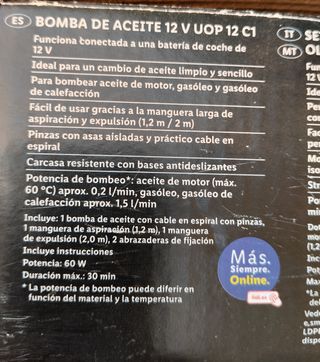 ES BOMBA DE ACEITE 12 V UOP 12 C1
Funciona conectada a una batería de coche de
12 V
Ideal para un cambio de aceite limpio y sencillo
Para bombear aceite de motor, gasóleo y gasóleo
de calefacción
Fácil de usar gracias a la manguera larga de
aspiración y expulsión (1,2 m / 2 m)
Pinzas con asas aisladas y práctico cable en
espiral
Carcasa resistente con bases antideslizantes
Potencia de bombeo*: aceite de motor (máx.
60 °C) aprox. 0,2 l/min, gasóleo, gasóleo de
calefacción aprox. 1,5 l/min
Incluye: 1 bomba de aceite con cable en espiral con pinzas,
1 manguera de aspiración (1,2 m), 1 manguera
de expulsión (2,0 m), 2 abrazaderas de fijación
Incluye instrucciones
Potencia: 60 W
Duración máx.: 30 min
* La potencia de bombeo puede diferir en
función del material y la temperatura
Más.
Siempre.
Online.
IT SE
MT OL